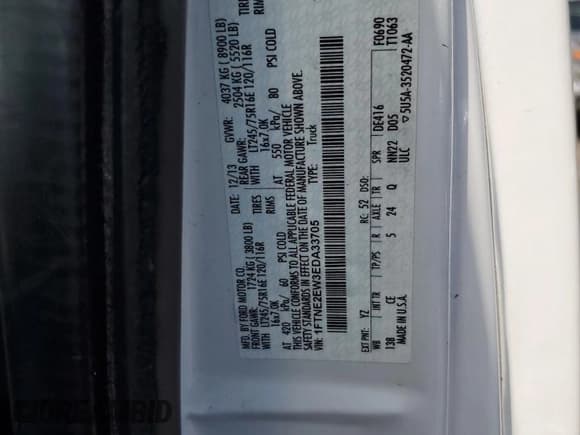 MFD. BY FORD MOTOR CO.
DATE: 12/13 GVWR: 4037 KG ( 8900 LB)
FRONT GAWR: 1724 KG ( 3800 LB) REAR GAWR: 2504 KG ( 5520 LB)
WITH LT245/75R16E 120/116R TIRES WITH LT245/75R16E 120/116R TIRES
16x7.0K RIMS 16x7.0K RIMS
AT 420 kPa/ 60 PSI COLD AT 550 kPa/ 80 PSI COLD
THIS VEHICLE CONFORMS TO ALL APPLICABLE FEDERAL MOTOR VEHICLE
SAFETY STANDARDS IN EFFECT ON THE DATE OF MANUFACTURE SHOWN ABOVE.
VIN: 1FTNE2EW3EDA33705 TYPE: Truck
F0690
TT063
EXT PNT: YZ RC: 52 DSO:
WB INT TR TP/PS R AXLE TR SPR DE416
138 CE 5 24 Q NN22 D05
MADE IN U.S.A. ULC ▽5U5A-3520472-AA